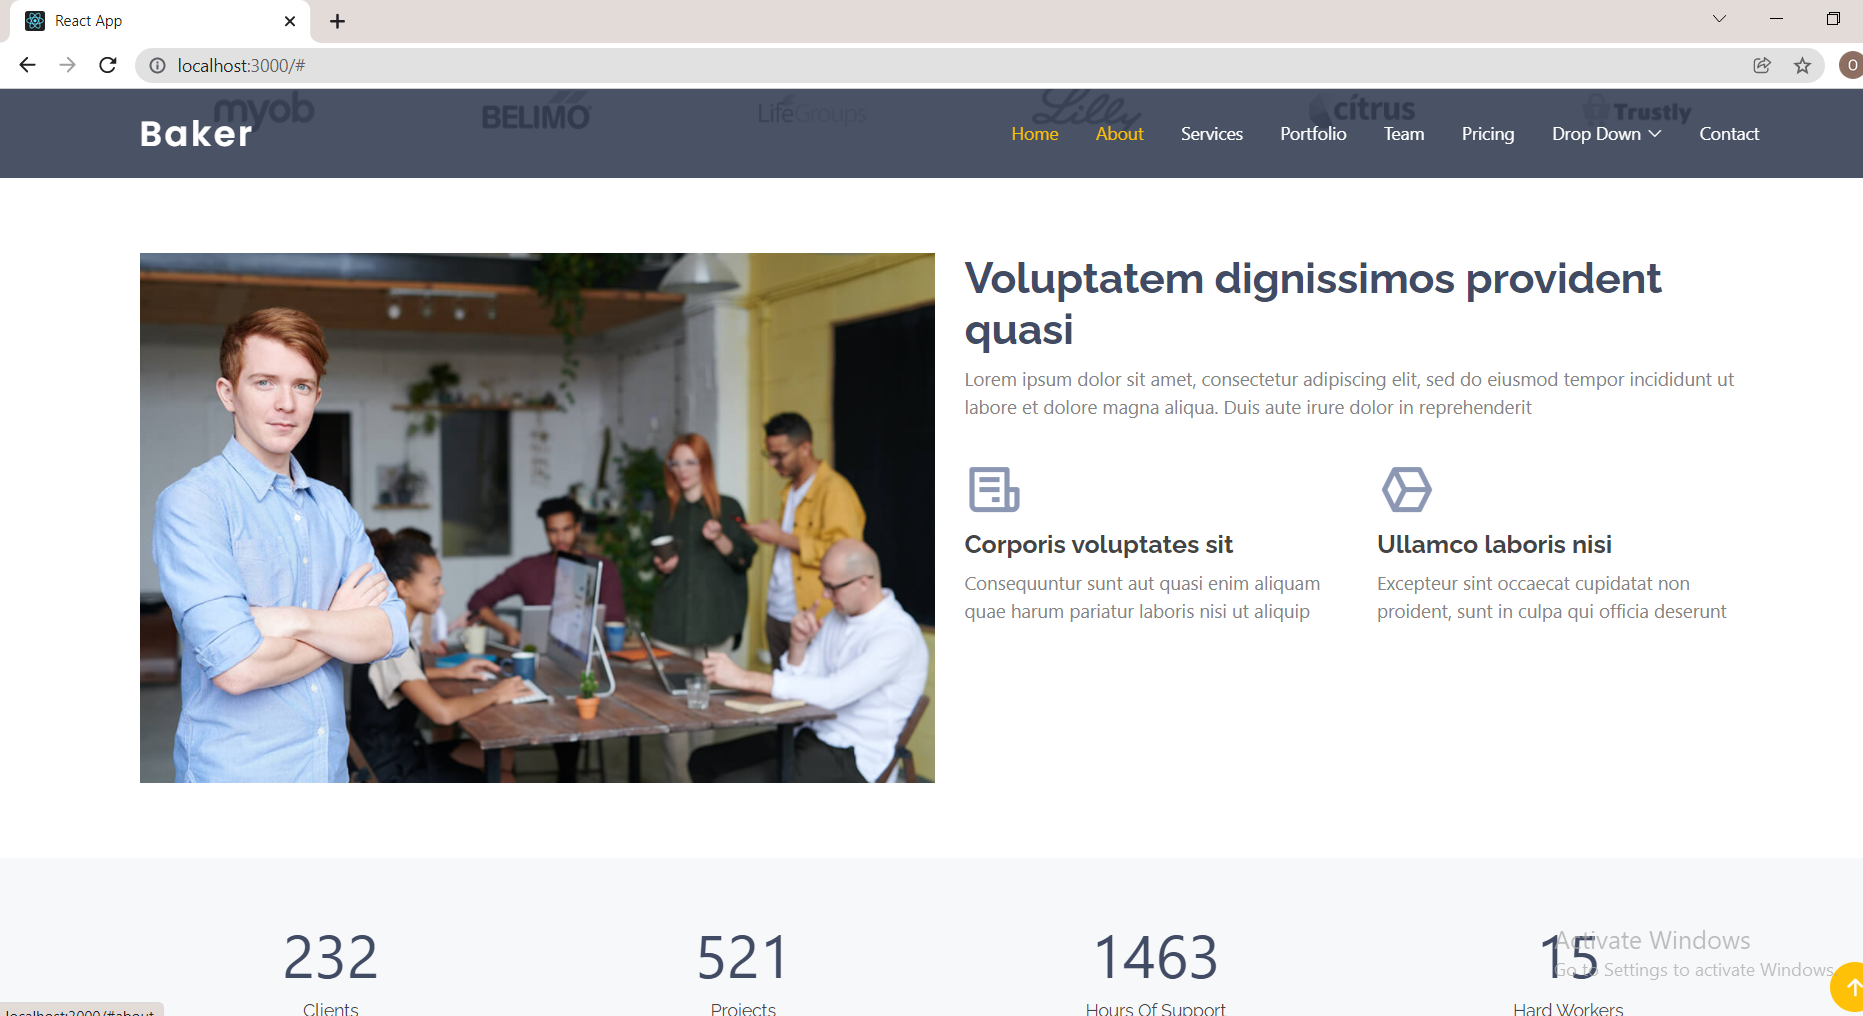 React App
localhost:3000/#
myob
BELIMO
LifeGroups
Lilly
citrus
Trustly
Baker
Home
About
Services
Portfolio
Team
Pricing
Drop Down
Contact
Voluptatem dignissimos provident
quasi
Lorem ipsum dolor sit amet, consectetur adipiscing elit, sed do eiusmod tempor incididunt ut
labore et dolore magna aliqua. Duis aute irure dolor in reprehenderit
Corporis voluptates sit
Consequuntur sunt aut quasi enim aliquam
quae harum pariatur laboris nisi ut aliquip
Ullamco laboris nisi
Excepteur sint occaecat cupidatat non
proident, sunt in culpa qui officia deserunt
232
Clients
521
Projects
1463
Hours Of Support
15
Hard Workers
Activate Windows
Go to Settings to activate Windows.
localhost:3000/#about
O